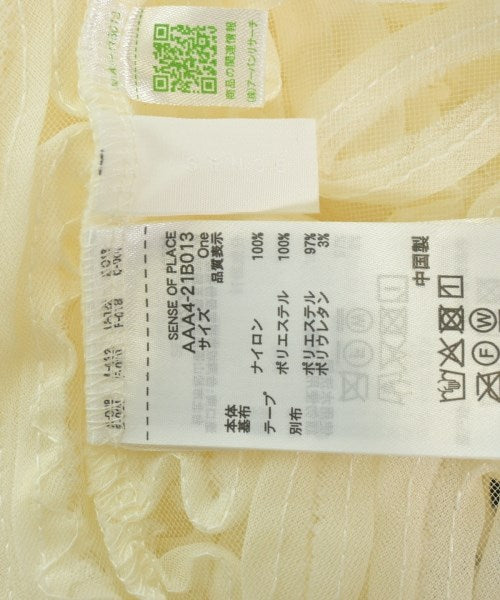 商品の関連情報
(株)アーバンリサーチ
SENSE OF PLACE
AAA4-21B013
サイズ One
品質表示
本体
基布 ナイロン 100%
テープ ポリエステル 100%
別布 ポリエステル 97%
ポリウレタン 3%
中国製